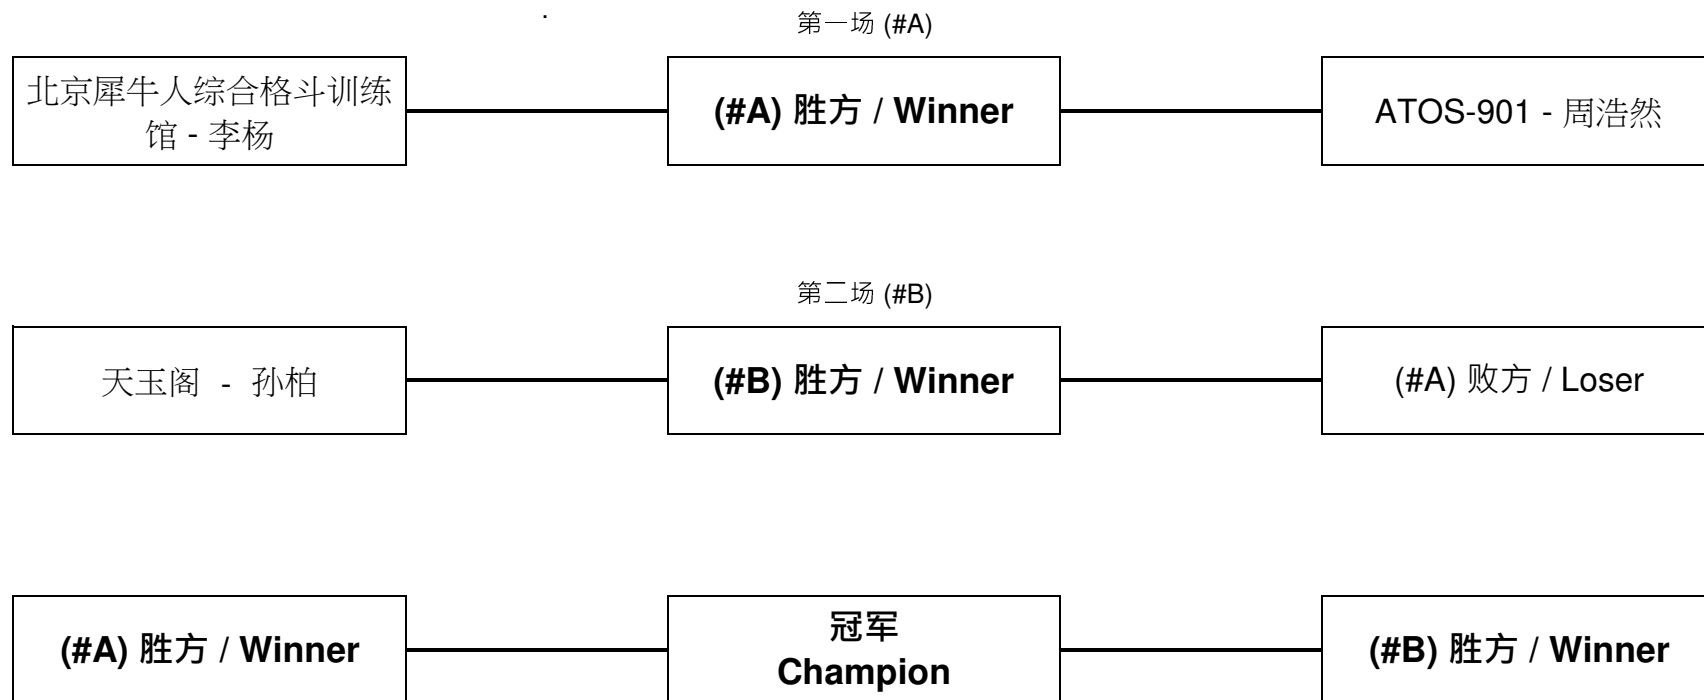 第一场 (#A)
北京犀牛人综合格斗训练
馆 - 李杨
(#A) 胜方 / Winner
ATOS-901 - 周浩然
第二场 (#B)
天玉阁 - 孙柏
(#B) 胜方 / Winner
(#A) 败方 / Loser
(#A) 胜方 / Winner
冠军
Champion
(#B) 胜方 / Winner